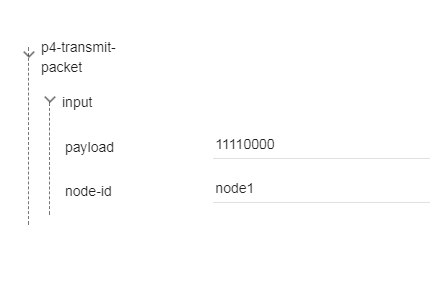 p4-transmit-
packet
input
payload 11110000
node-id node1